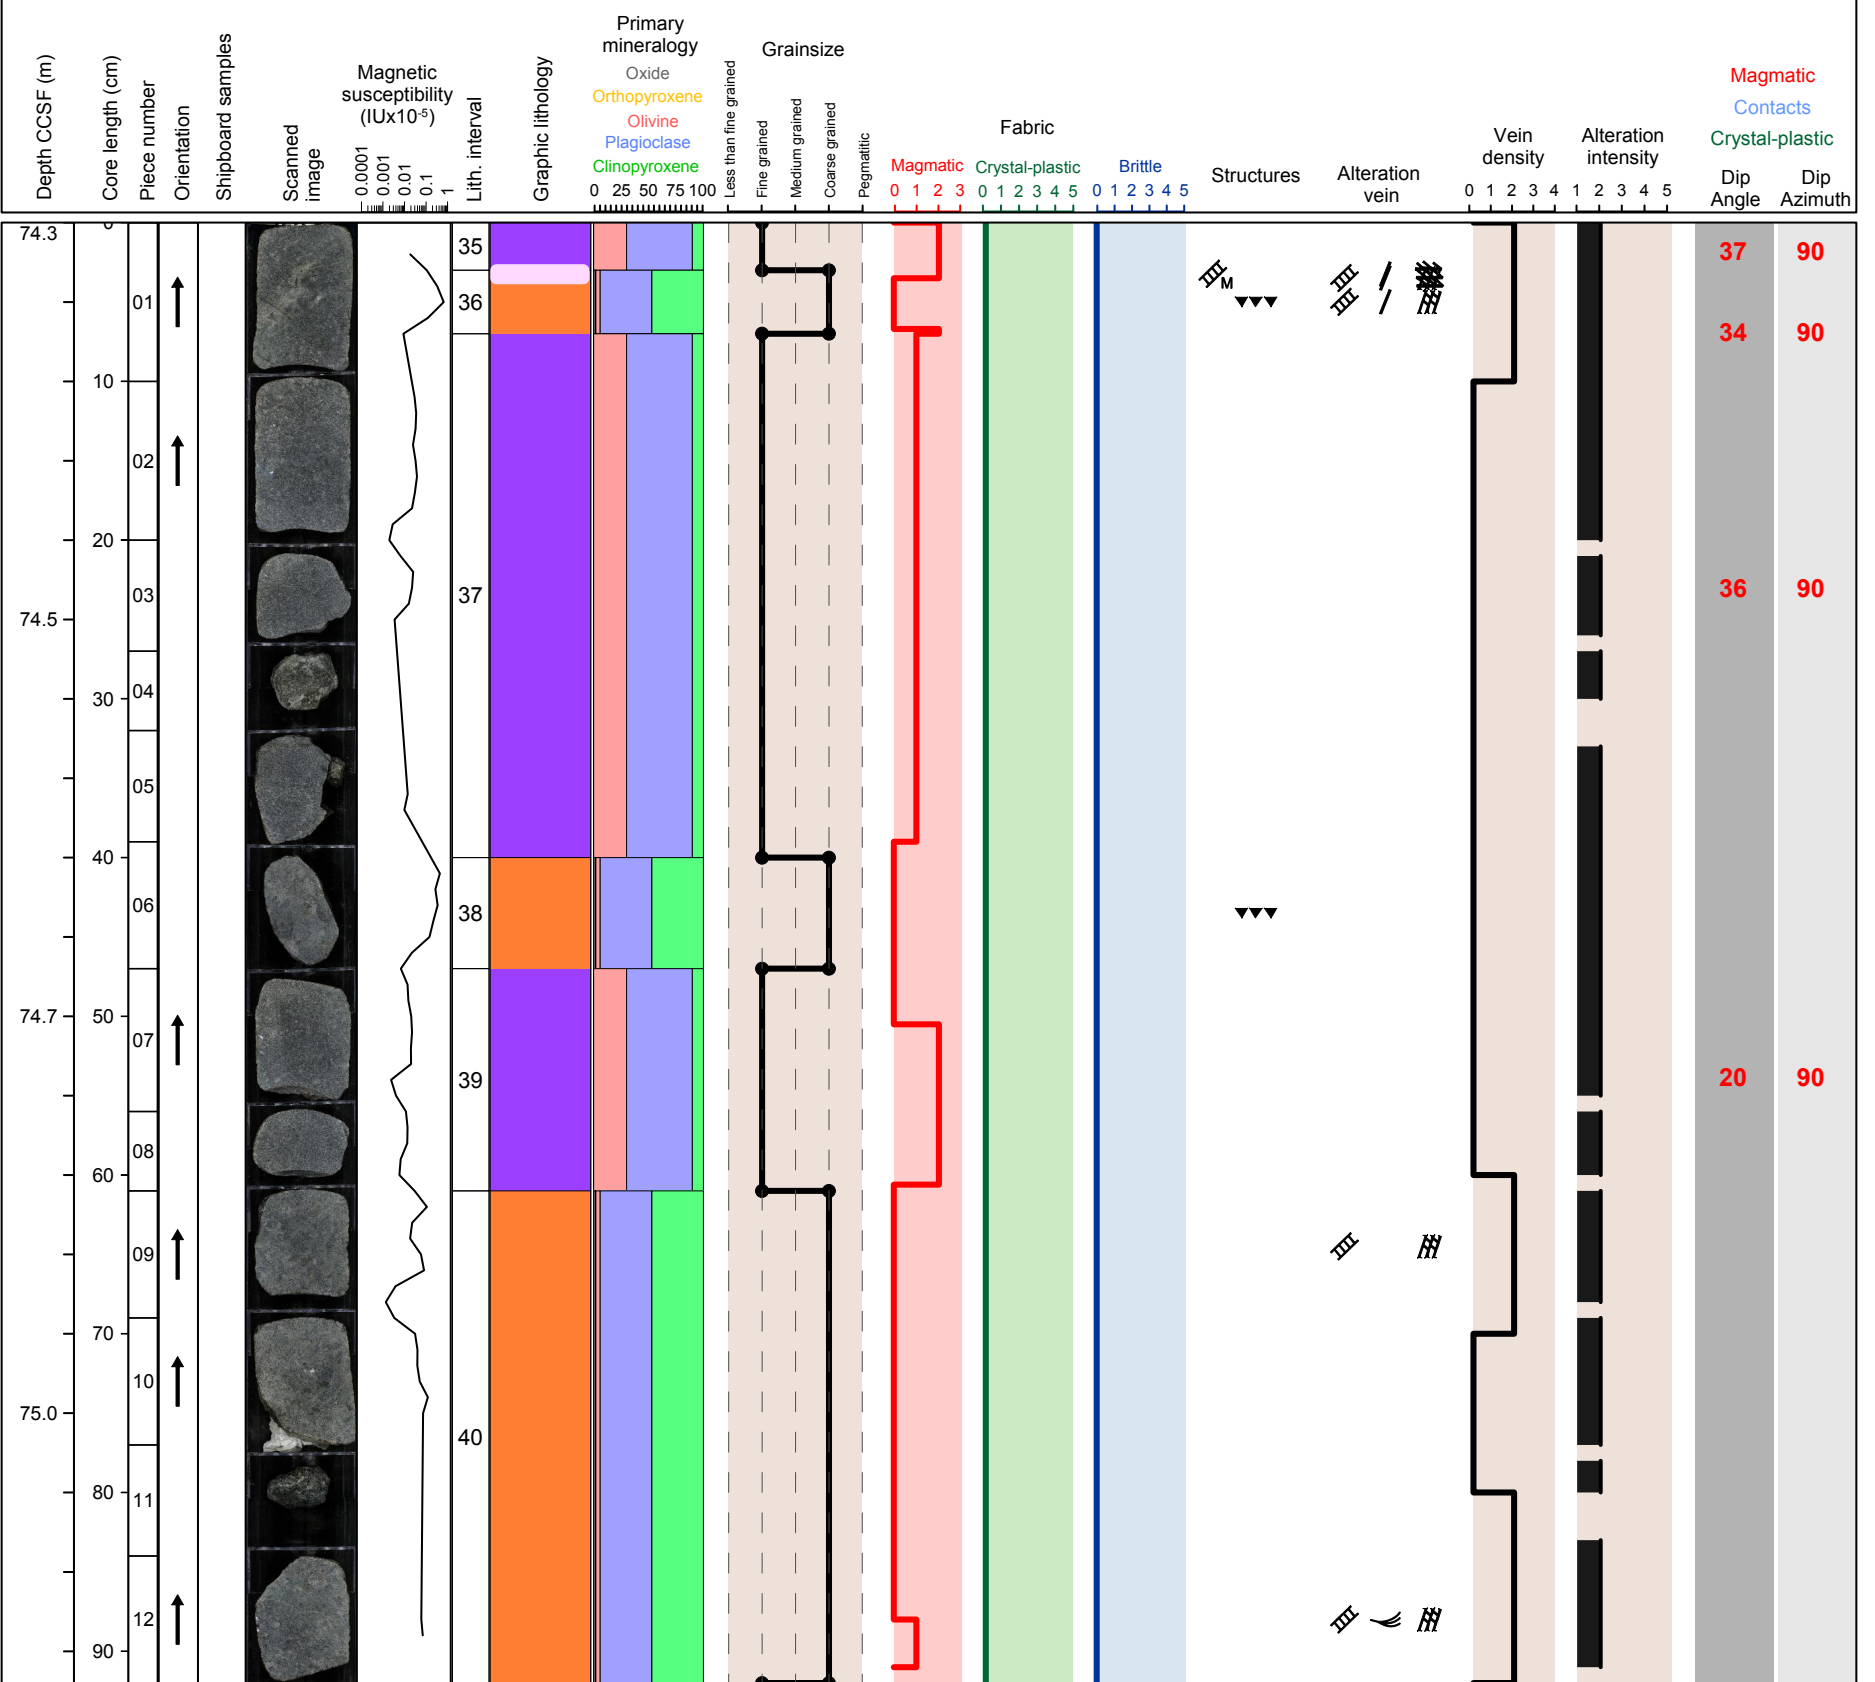 Depth CCSF (m)
Core length (cm)
Piece number
Orientation
Shipboard samples
Scanned
image
Magnetic
susceptibility
(IUx10-5)
0.0001
0.001
0.01
0.1
1
Lith. interval
Graphic lithology
Primary
mineralogy
Oxide
Orthopyroxene
Olivine
Plagioclase
Clinopyroxene
0 25 50 75 100
Grainsize
Less than fine grained
Fine grained
Medium grained
Coarse grained
Pegmatitic
Fabric
Magmatic
0 1 2 3
Crystal-plastic
0 1 2 3 4 5
Brittle
0 1 2 3 4 5
Structures
Alteration
vein
Vein
density
0 1 2 3 4
Alteration
intensity
1 2 3 4 5
Magmatic
Contacts
Crystal-plastic
Dip
Angle
Dip
Azimuth
74.3 0 35 37 90
01 36 M
34 90
10
02
20
03 37 36 90
74.5
04
30
05
40
06 38
74.7 50
07
39 20 90
08
60
09
70
10
75.0
40
80
11
12
90